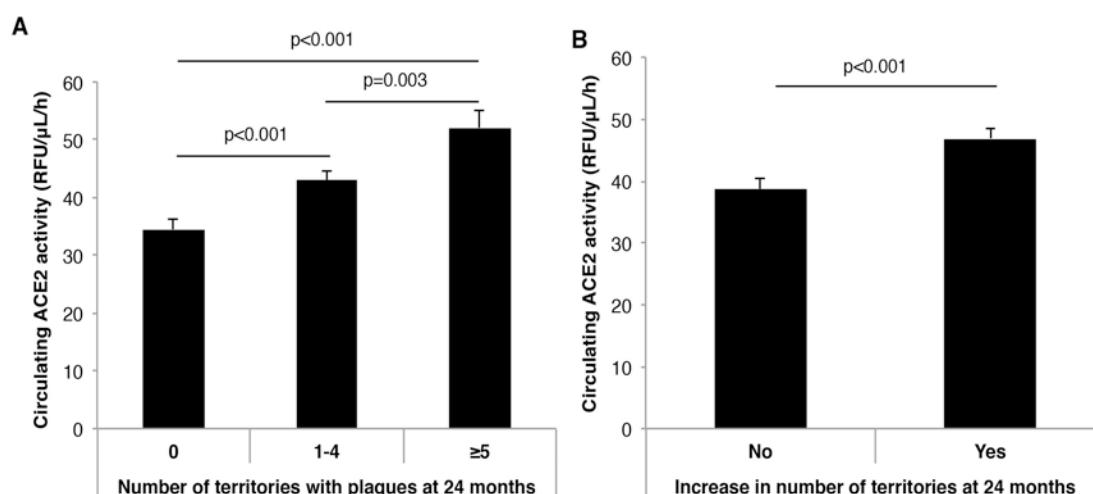 A
p<0.001
p=0.003
p<0.001
Circulating ACE2 activity (RFU/µL/h)
60
50
40
30
20
10
0
0 1-4 ≥5
Number of territories with plaques at 24 months
B
p<0.001
Circulating ACE2 activity (RFU/µL/h)
60
50
40
30
20
10
0
No Yes
Increase in number of territories at 24 months